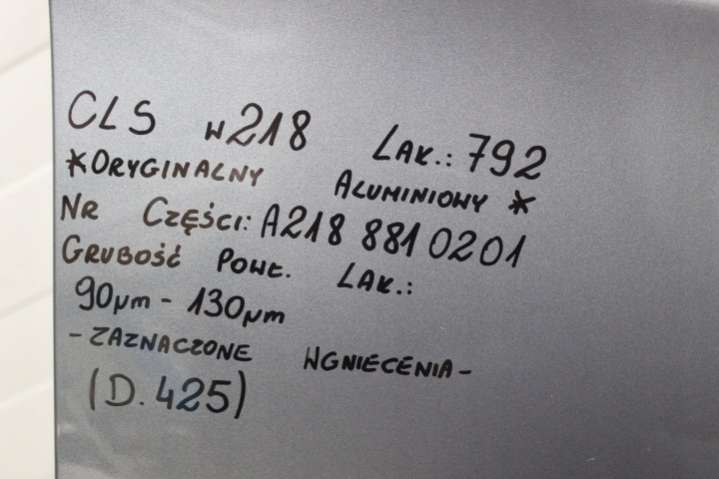 CLS W218 LAK.: 792
*ORYGINALNY ALUMINIOWY*
NR CZĘŚCI: A218 881 0201
GRUBOŚĆ POWŁ. LAK.:
90µm - 130µm
- ZAZNACZONE WGNIECENIA -
(D. 425)